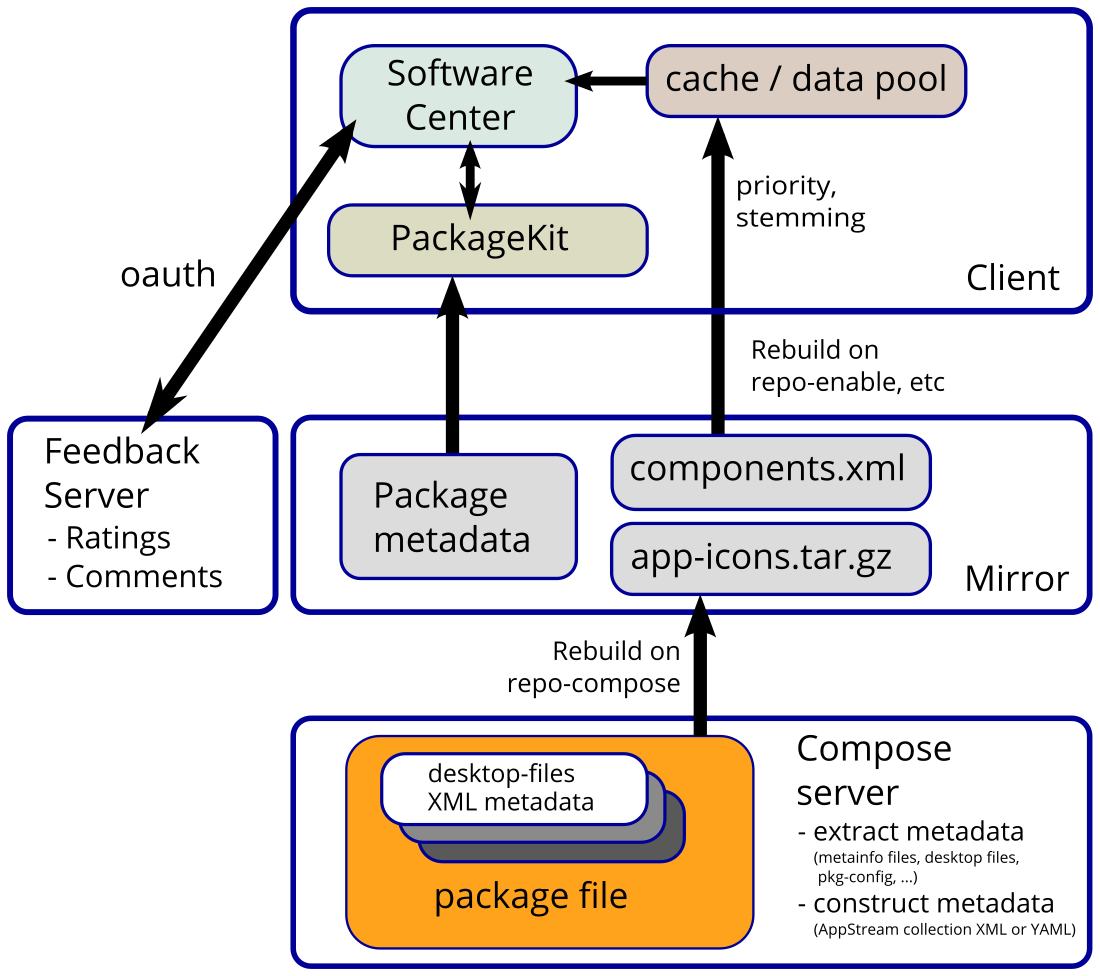 Software
Center
cache / data pool
priority,
stemming
PackageKit
oauth
Client
Rebuild on
repo-enable, etc
Feedback
Server
- Ratings
- Comments
Package
metadata
components.xml
app-icons.tar.gz
Mirror
Rebuild on
repo-compose
desktop-files
XML metadata
package file
Compose
server
- extract metadata
(metainfo files, desktop files,
pkg-config, ...)
- construct metadata
(AppStream collection XML or YAML)